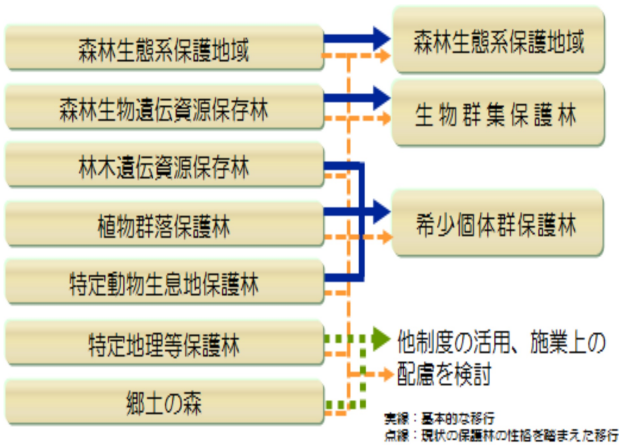 森林生態系保護地域
森林生物遺伝資源保存林
林木遺伝資源保存林
植物群落保護林
特定動物生息地保護林
特定地理等保護林
郷土の森
森林生態系保護地域
生物群集保護林
希少個体群保護林
他制度の活用、施業上の
配慮を検討
実線：基本的な移行
点線：現状の保護林の性格を踏まえた移行